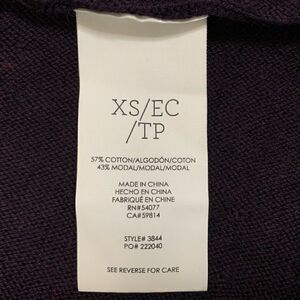 XS/EC
/TP
57% COTTON/ALGODÓN/COTON
43% MODAL/MODAL/MODAL
MADE IN CHINA
HECHO EN CHINA
FABRIQUÉ EN CHINE
RN#54077
CA#59814
STYLE# 3844
PO# 222040
SEE REVERSE FOR CARE